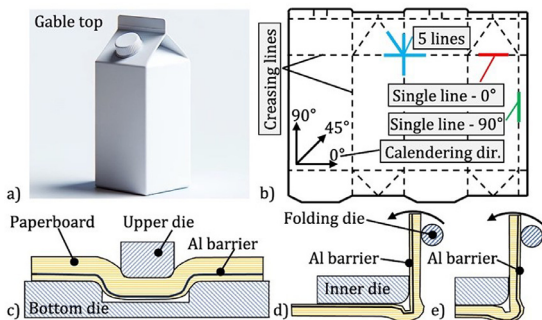 Gable top
a)
Creasing lines
5 lines
Single line - 0°
Single line - 90°
90°
45°
0°
Calendering dir.
b)
Paperboard
Upper die
Al barrier
Bottom die
c)
Folding die
Al barrier
Inner die
d)
Al barrier
e)